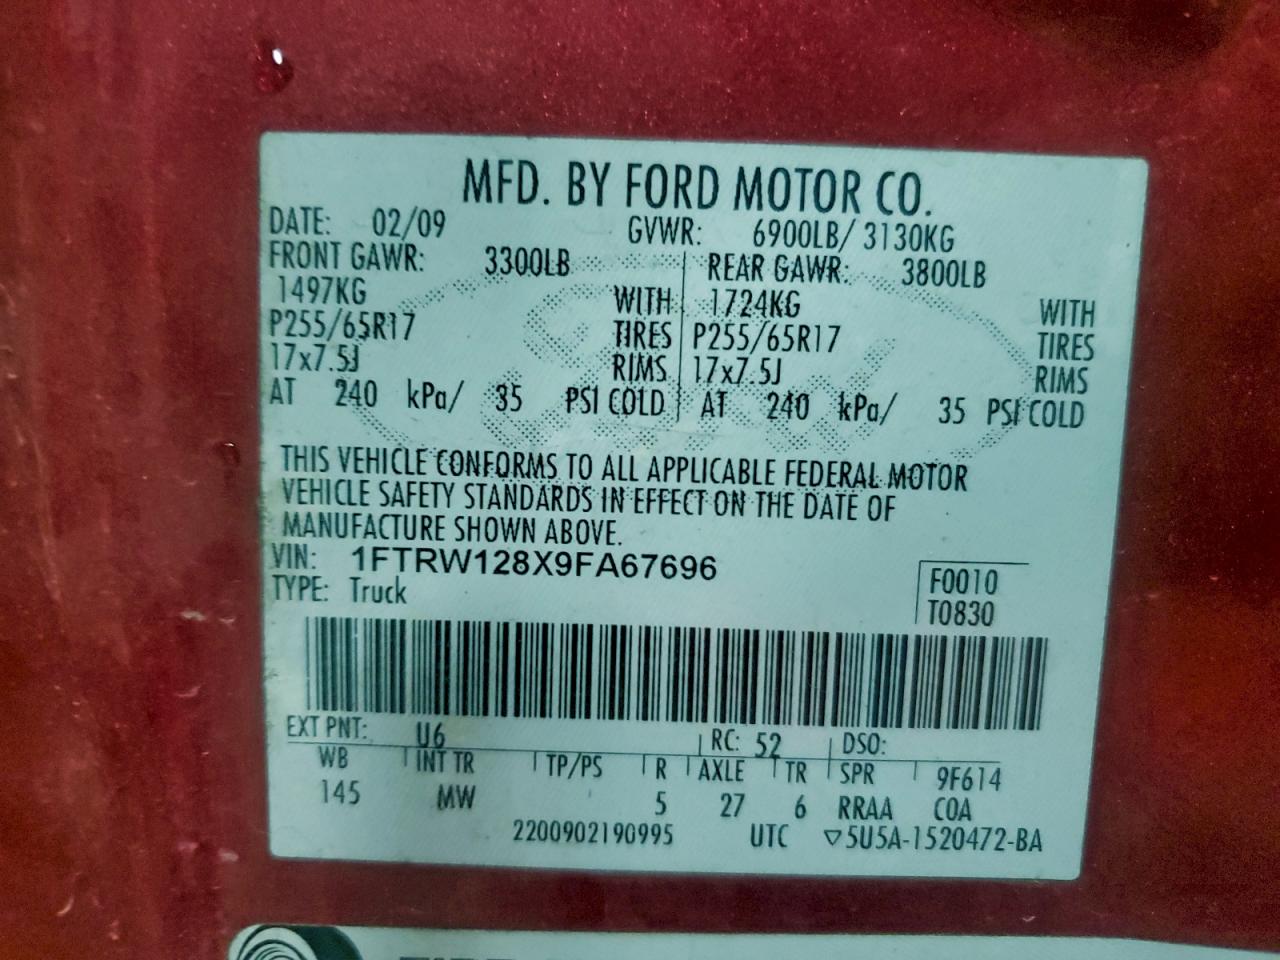 MFD. BY FORD MOTOR CO.
DATE: 02/09 GVWR: 6900LB/ 3130KG
FRONT GAWR: 3300LB REAR GAWR: 3800LB
1497KG WITH 1724KG WITH
P255/65R17 TIRES P255/65R17 TIRES
17x7.5J RIMS 17x7.5J RIMS
AT 240 kPa/ 35 PSI COLD AT 240 kPa/ 35 PSI COLD
THIS VEHICLE CONFORMS TO ALL APPLICABLE FEDERAL MOTOR
VEHICLE SAFETY STANDARDS IN EFFECT ON THE DATE OF
MANUFACTURE SHOWN ABOVE.
VIN: 1FTRW128X9FA67696
TYPE: Truck
F0010
T0830
EXT PNT: U6 RC: 52 DSO:
WB INT TR TP/PS R AXLE TR SPR 9F614
145 MW 5 27 6 RRAA COA
2200902190995 UTC ▽5U5A-1520472-BA